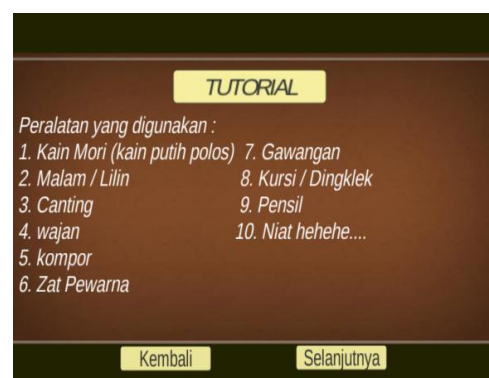 TUTORIAL
Peralatan yang digunakan :
1. Kain Mori (kain putih polos) 7. Gawangan
2. Malam / Lilin 8. Kursi / Dingklek
3. Canting 9. Pensil
4. wajan 10. Niat hehehe....
5. kompor
6. Zat Pewarna
Kembali Selanjutnya